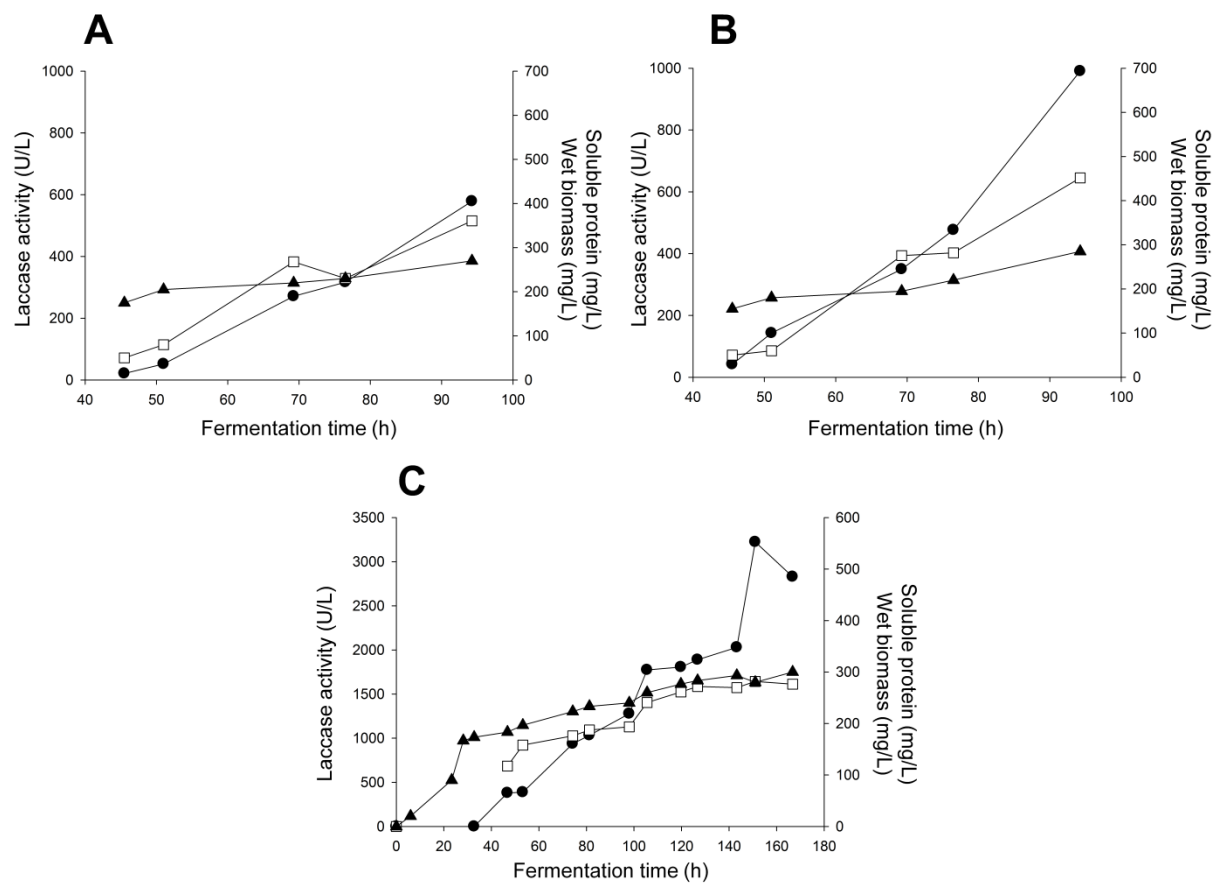 A
1000
800
600
400
200
0
700
600
500
400
300
200
100
0
40 50 60 70 80 90 100
Laccase activity (U/L)
Soluble protein (mg/L)
Wet biomass (mg/L)
Fermentation time (h)
B
1000
800
600
400
200
0
700
600
500
400
300
200
100
0
40 50 60 70 80 90 100
Laccase activity (U/L)
Soluble protein (mg/L)
Wet biomass (mg/L)
Fermentation time (h)
C
3500
3000
2500
2000
1500
1000
500
0
600
500
400
300
200
100
0
0 20 40 60 80 100 120 140 160 180
Laccase activity (U/L)
Soluble protein (mg/L)
Wet biomass (mg/L)
Fermentation time (h)